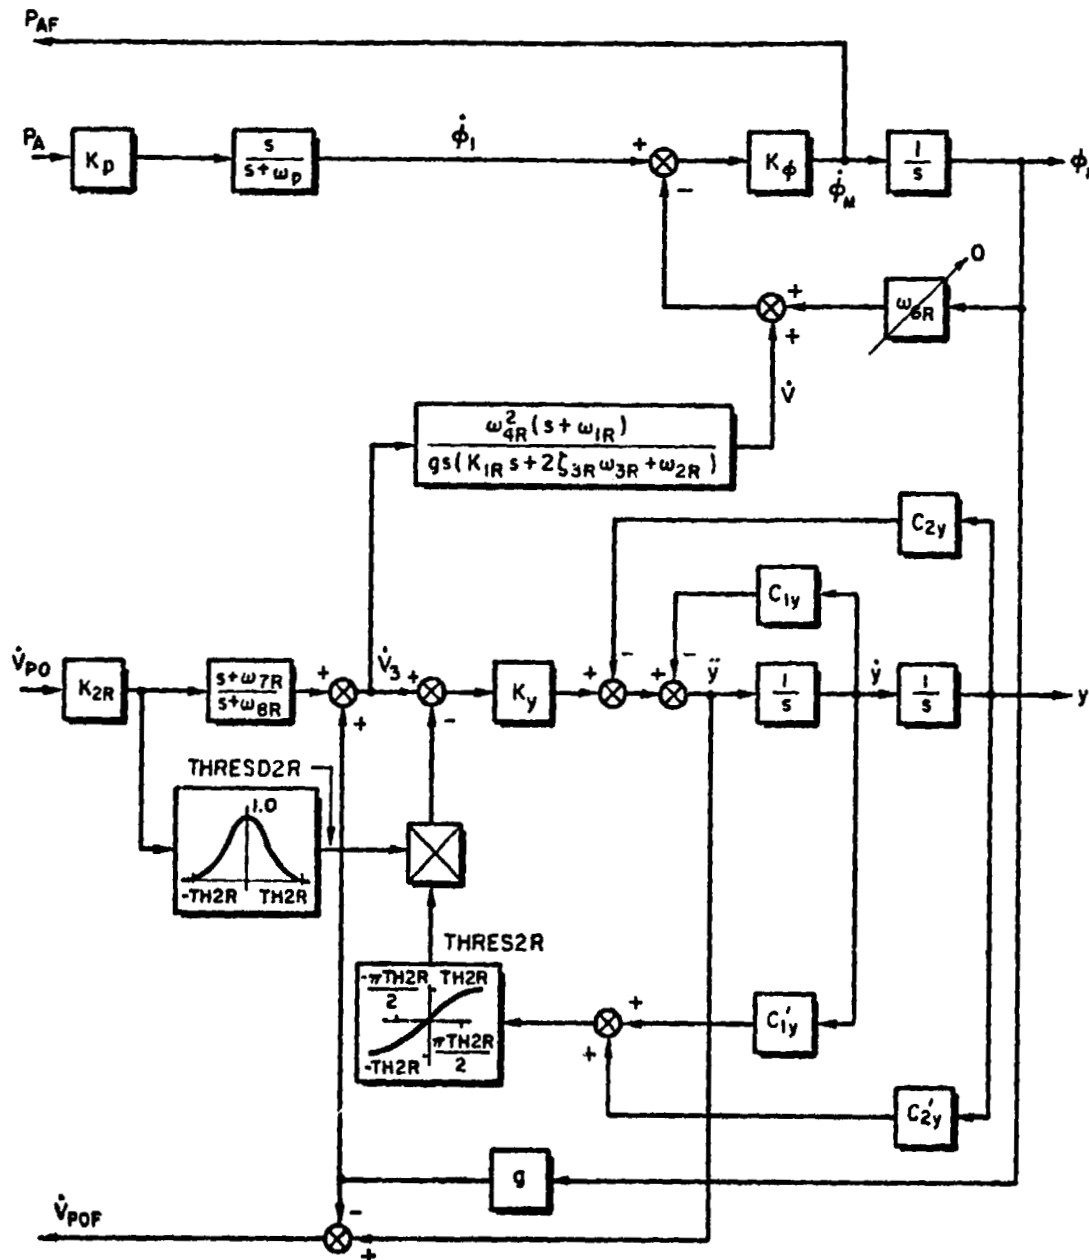 P_AF
P_A
K_p
s
s+ω_p
φ̇_1
+
−
K_φ
φ̇_M
1
s
0
ω_6R
+
+
V̇
ω²_4R (s+ω_1R)
gs(K_1R s+2ζ_3R ω_3R+ω_2R)
C_2y
C_1y
V̇_PO
K_2R
s+ω_7R
s+ω_8R
+
+
V̇_3
+
−
K_y
+
−
+
−
ÿ
1
s
ẏ
1
s
y
THRESD2R
1.0
-TH2R
TH2R
THRES2R
-πTH2R
2
TH2R
-TH2R
πTH2R
2
+
+
C'_1y
C'_2y
g
V̇_POF
−
+